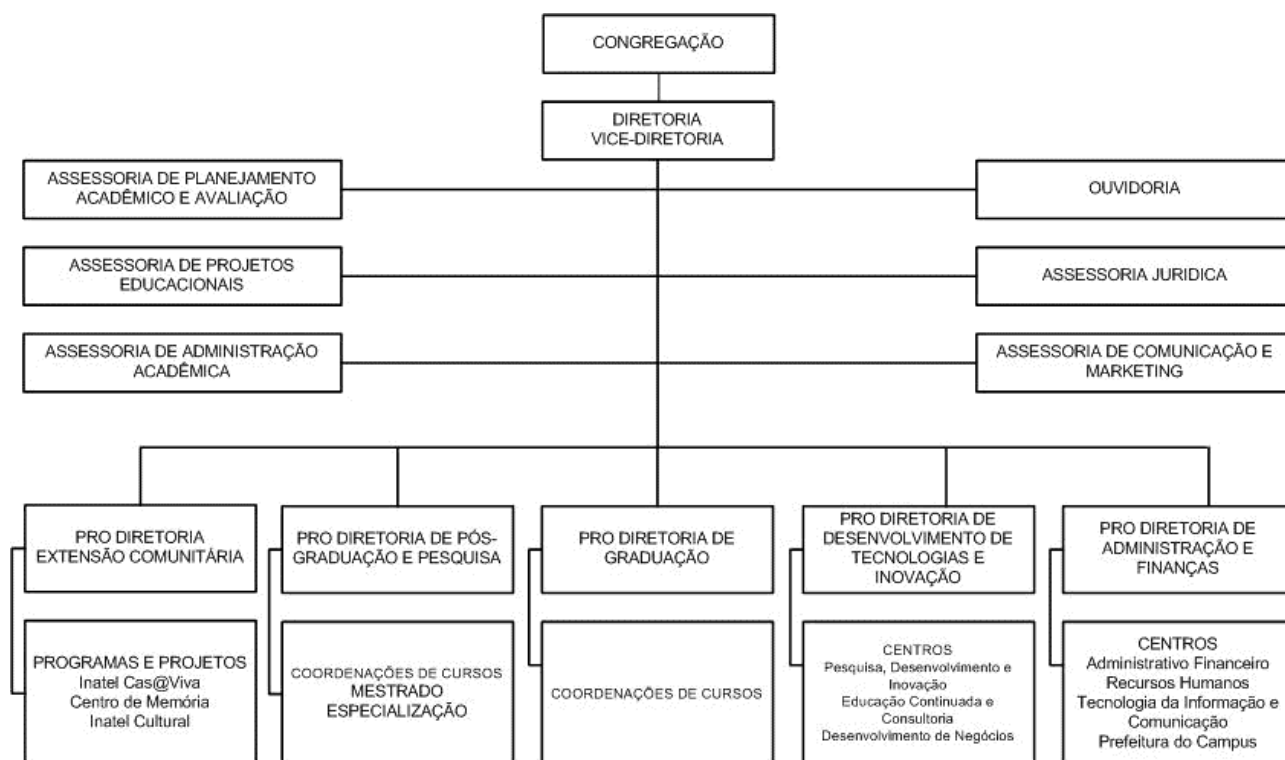 CONGREGAÇÃO
DIRETORIA
VICE-DIRETORIA
ASSESSORIA DE PLANEJAMENTO
ACADÊMICO E AVALIAÇÃO
OUVIDORIA
ASSESSORIA DE PROJETOS
EDUCACIONAIS
ASSESSORIA JURIDICA
ASSESSORIA DE ADMINISTRAÇÃO
ACADÊMICA
ASSESSORIA DE COMUNICAÇÃO E
MARKETING
PRO DIRETORIA
EXTENSÃO COMUNITÁRIA
PRO DIRETORIA DE PÓS-
GRADUAÇÃO E PESQUISA
PRO DIRETORIA DE
GRADUAÇÃO
PRO DIRETORIA DE
DESENVOLVIMENTO DE
TECNOLOGIAS E
INOVAÇÃO
PRO DIRETORIA DE
ADMINISTRAÇÃO E
FINANÇAS
PROGRAMAS E PROJETOS
Inatel Cas@Viva
Centro de Memória
Inatel Cultural
COORDENAÇÕES DE CURSOS
MESTRADO
ESPECIALIZAÇÃO
COORDENAÇÕES DE CURSOS
CENTROS
Pesquisa, Desenvolvimento e
Inovação
Educação Continuada e
Consultoria
Desenvolvimento de Negócios
CENTROS
Administrativo Financeiro
Recursos Humanos
Tecnologia da Informação e
Comunicação
Prefeitura do Campus